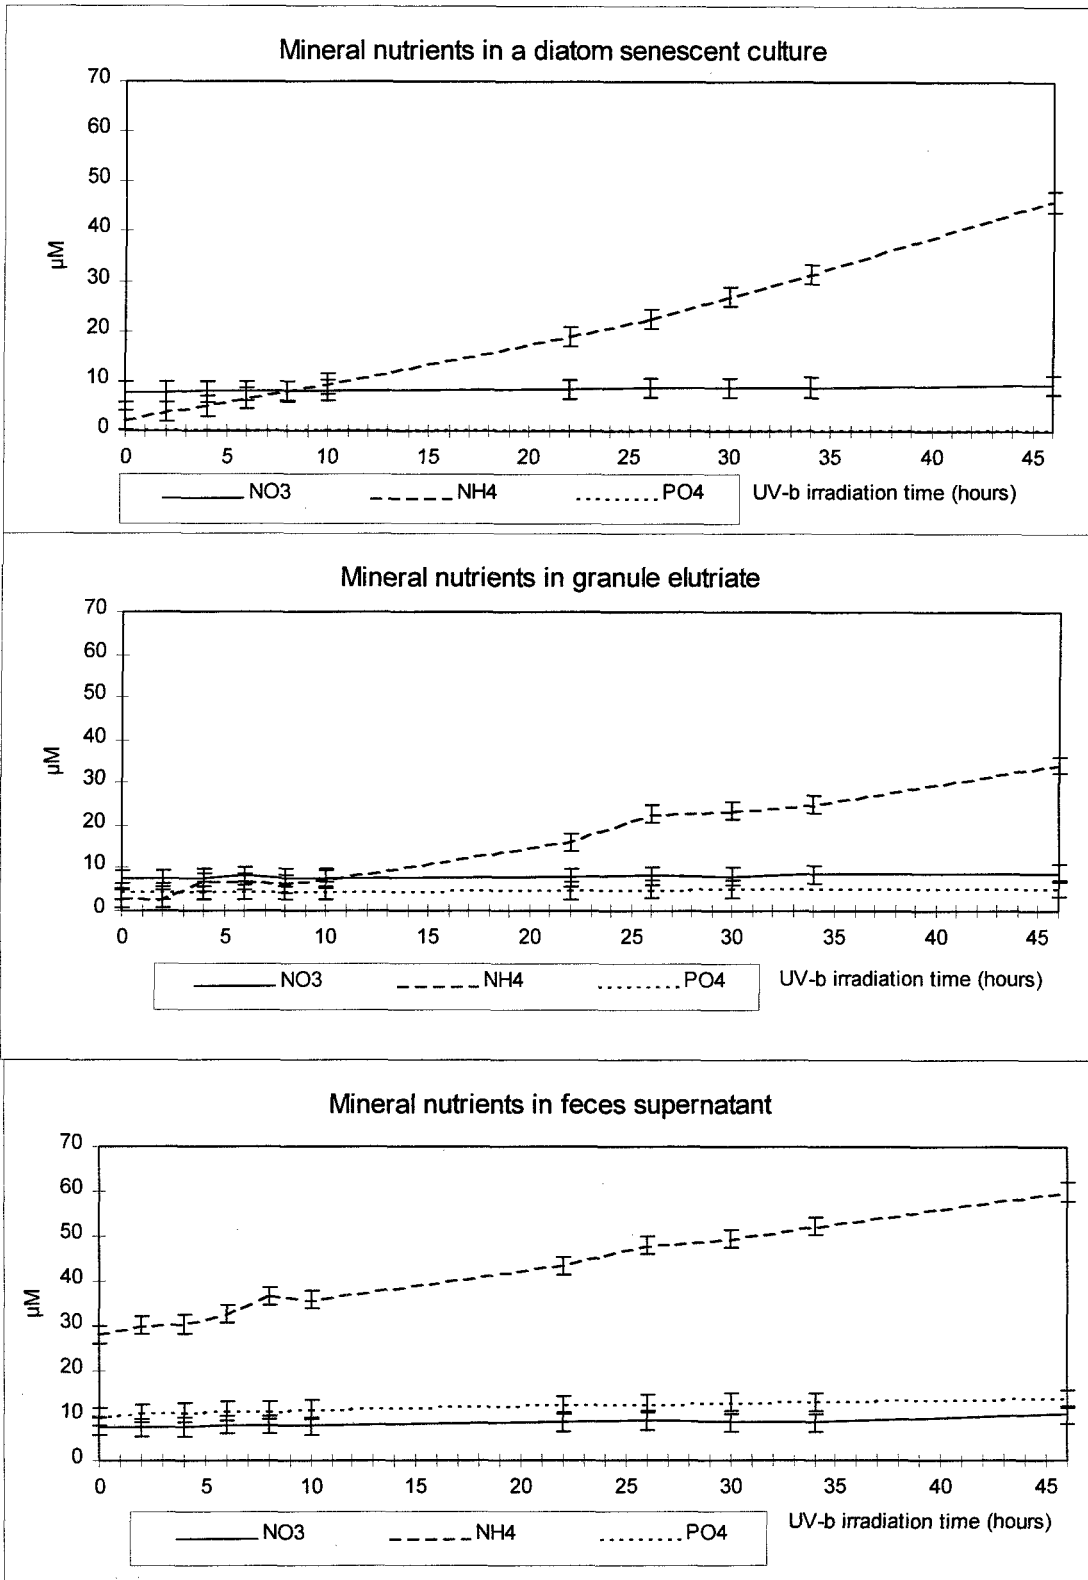 Mineral nutrients in a diatom senescent culture
70
60
50
40
30
20
10
0
µM
0 5 10 15 20 25 30 35 40 45
NO3 NH4 PO4 UV-b irradiation time (hours)
Mineral nutrients in granule elutriate
70
60
50
40
30
20
10
0
µM
0 5 10 15 20 25 30 35 40 45
NO3 NH4 PO4 UV-b irradiation time (hours)
Mineral nutrients in feces supernatant
70
60
50
40
30
20
10
0
µM
0 5 10 15 20 25 30 35 40 45
NO3 NH4 PO4 UV-b irradiation time (hours)